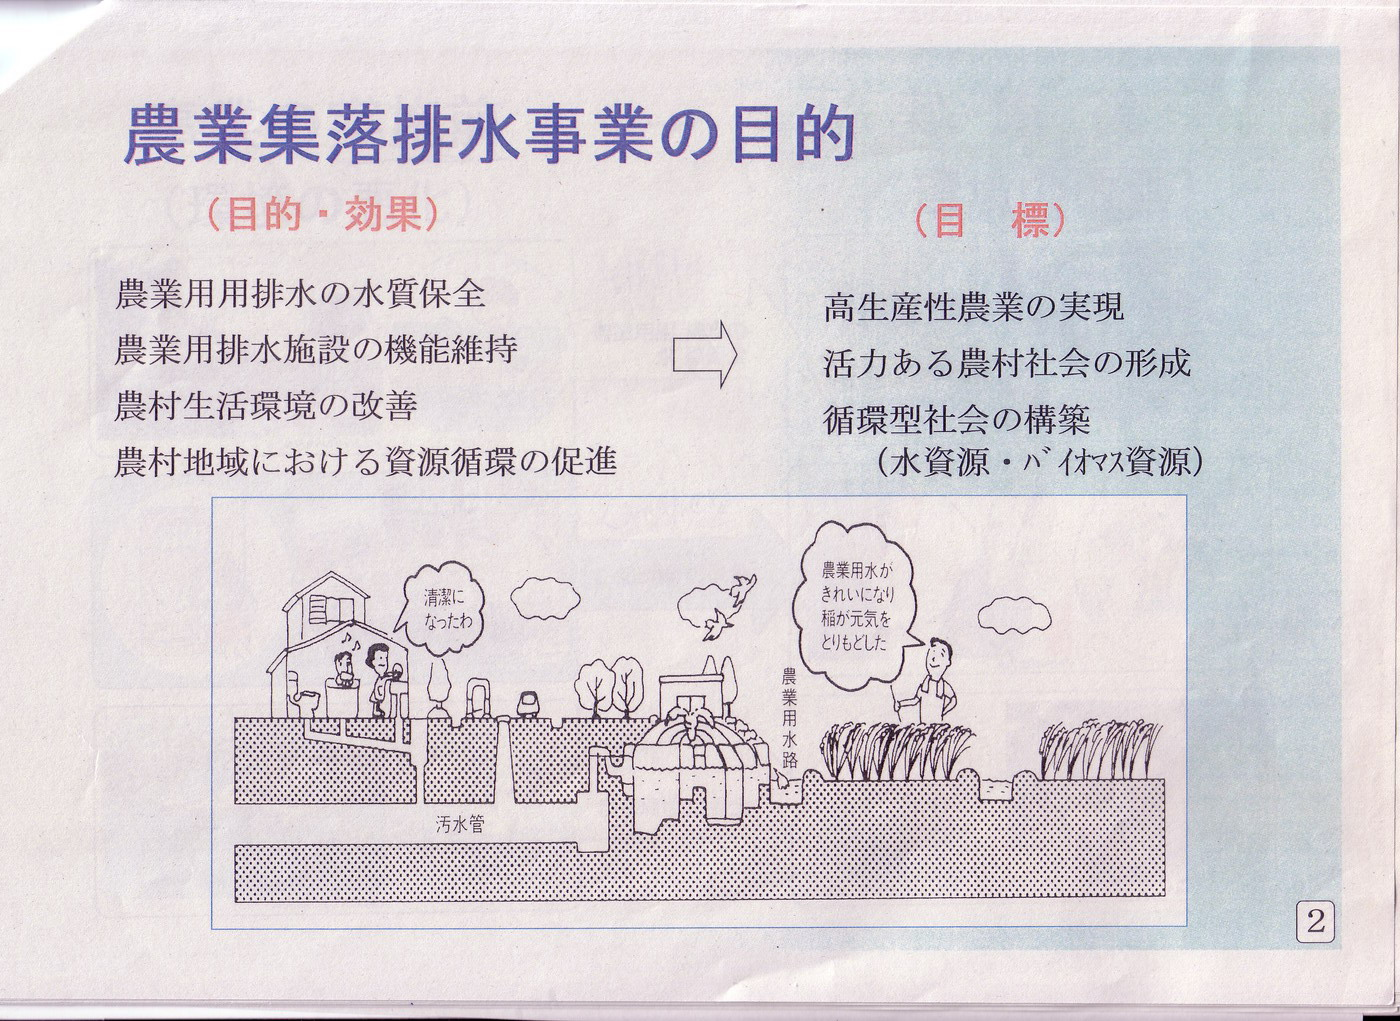 農業集落排水事業の目的
（目的・効果）
農業用用排水の水質保全
農業用排水施設の機能維持
農村生活環境の改善
農村地域における資源循環の促進
（目　標）
高生産性農業の実現
活力ある農村社会の形成
循環型社会の構築
（水資源・ﾊﾞｲｵﾏｽ資源）
清潔に
なったわ
農業用水が
きれいになり
稲が元気を
とりもどした
農業用水路
汚水管
2